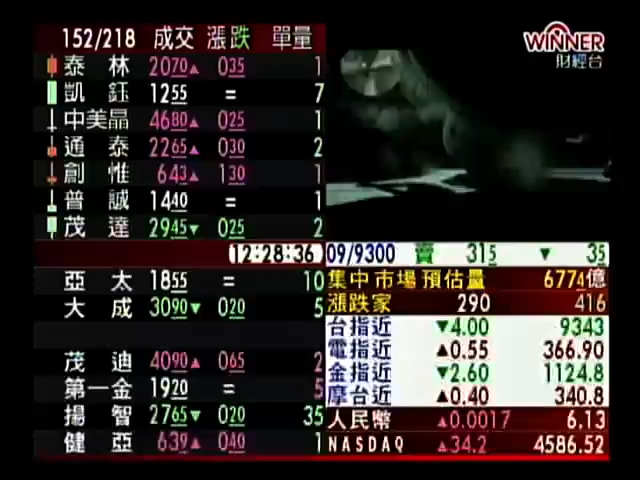 152/218 成交 漲跌 單量
泰林 2070▲ 035 1
凱鈺 1255 = 7
中美晶 4680▲ 025 1
通泰 2265▲ 030 2
創惟 643▲ 130 1
普誠 1440 = 1
茂達 2945▼ 025 2
WINNER
財經台
12:28:36 09/9300 賣 315 ▼ 35
亞太 1855 = 10
大成 3090▼ 020 5
茂迪 4090▲ 065 2
第一金 1920 = 5
揚智 2765▼ 020 35
健亞 639▲ 040 1
集中市場預估量 6774億
漲跌家 290 416
台指近 ▼4.00 9343
電指近 ▲0.55 366.90
金指近 ▼2.60 1124.8
摩台近 ▲0.40 340.8
人民幣 ▲0.0017 6.13
NASDAQ ▲34.2 4586.52